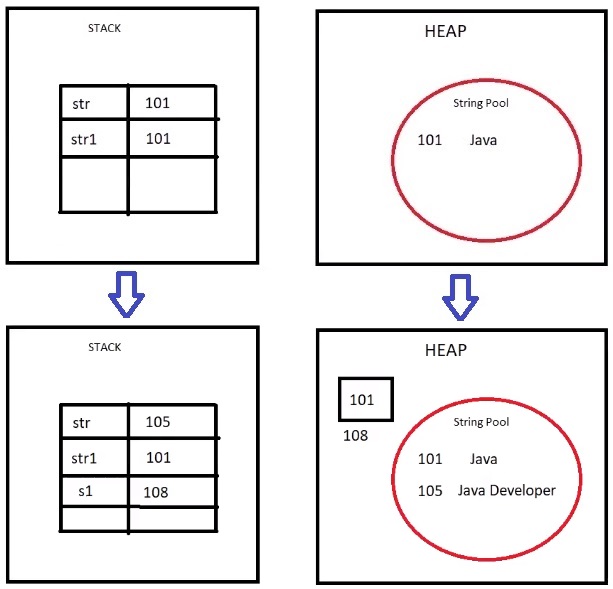 STACK
str 101
str1 101
HEAP
String Pool
101 Java
STACK
str 105
str1 101
s1 108
HEAP
101
108
String Pool
101 Java
105 Java Developer